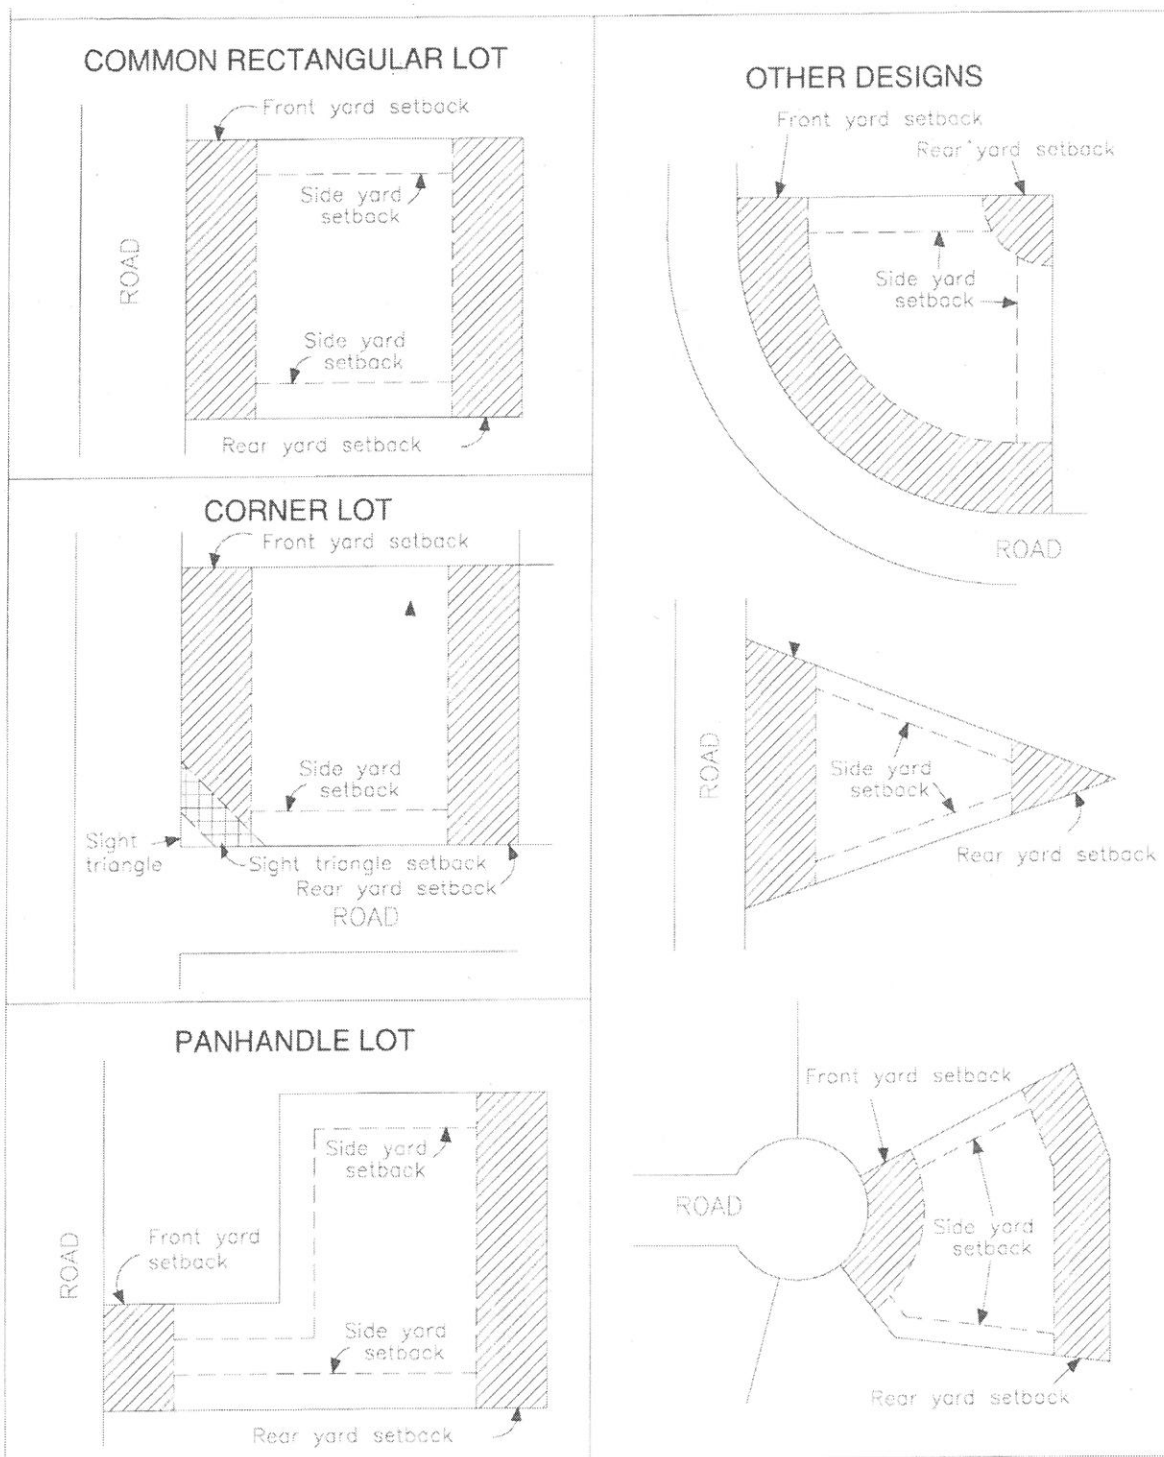 COMMON RECTANGULAR LOT
Front yard setback
Side yard
setback
ROAD
Side yard
setback
Rear yard setback
CORNER LOT
Front yard setback
Side yard
setback
Sight
triangle
Sight triangle setback
Rear yard setback
ROAD
PANHANDLE LOT
Side yard
setback
ROAD
Front yard
setback
Side yard
setback
Rear yard setback
OTHER DESIGNS
Front yard setback
Rear yard setback
Side yard
setback
ROAD
ROAD
Side yard
setback
Rear yard setback
Front yard setback
ROAD
Side yard
setback
Rear yard setback